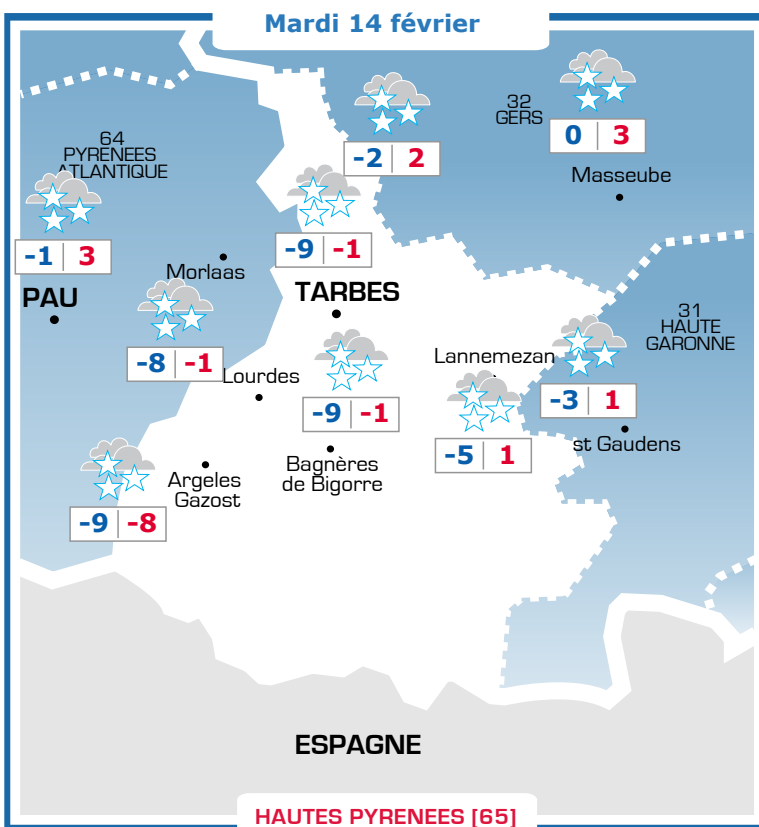 Mardi 14 février
32
GERS
0 3
Masseube
-2 2
64
PYRENEES
ATLANTIQUE
-9 -1
TARBES
-1 3
PAU
Morlaas
-8 -1
Lourdes
31
HAUTE
GARONNE
Lannemezan
-3 1
st Gaudens
-9 -1
Bagnères
de Bigorre
-5 1
Argeles
Gazost
-9 -8
ESPAGNE
HAUTES PYRENEES [65]